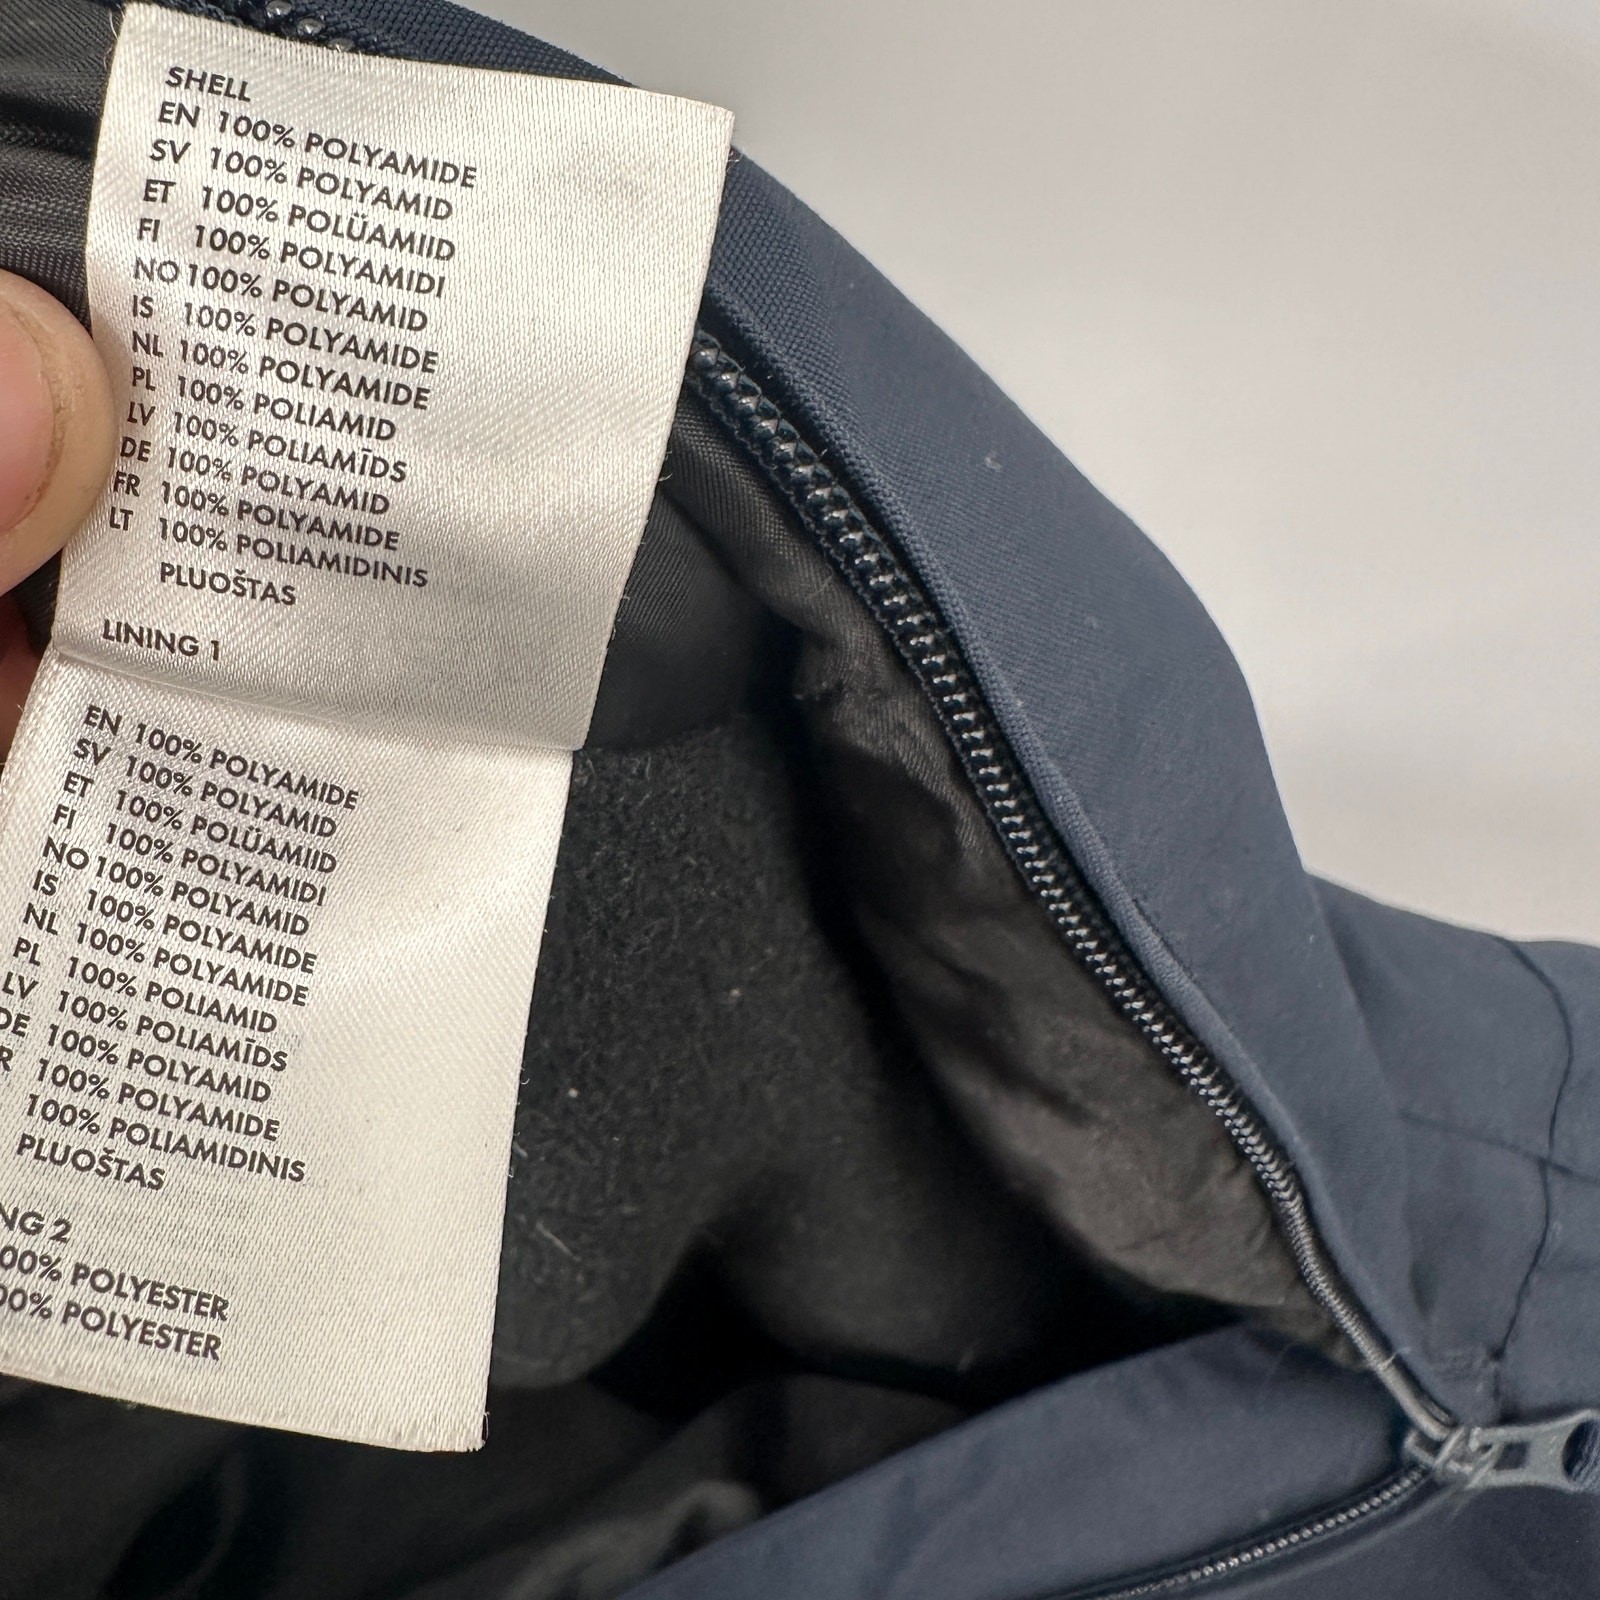 SHELL
EN 100% POLYAMIDE
SV 100% POLYAMID
ET 100% POLÜAMIID
FI 100% POLYAMIDI
NO 100% POLYAMID
IS 100% POLYAMIDE
NL 100% POLYAMIDE
PL 100% POLIAMID
LV 100% POLIAMĪDS
DE 100% POLYAMID
FR 100% POLYAMIDE
LT 100% POLIAMIDINIS
PLUOŠTAS
LINING 1
EN 100% POLYAMIDE
SV 100% POLYAMID
ET 100% POLÜAMIID
FI 100% POLYAMIDI
NO 100% POLYAMID
IS 100% POLYAMIDE
NL 100% POLYAMIDE
PL 100% POLIAMID
LV 100% POLIAMĪDS
DE 100% POLYAMID
R 100% POLYAMIDE
100% POLIAMIDINIS
PLUOŠTAS
NG 2
00% POLYESTER
00% POLYESTER